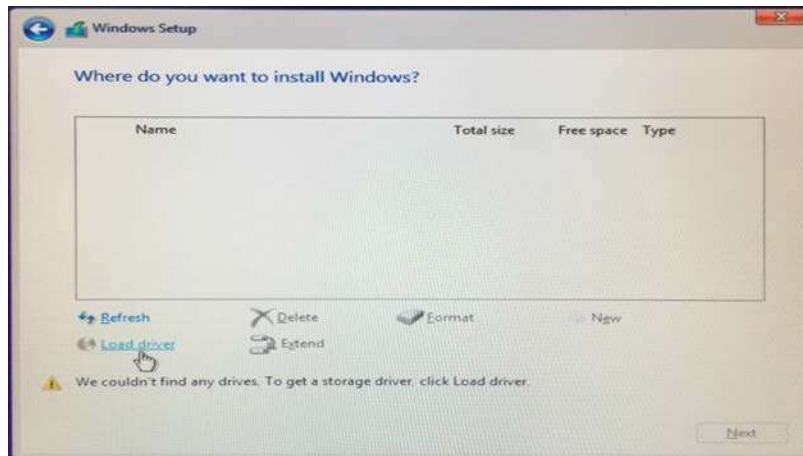 Windows Setup
Where do you want to install Windows?
Name Total size Free space Type
Refresh Delete Format New
Load driver Extend
We couldn't find any drives. To get a storage driver, click Load driver.
Next